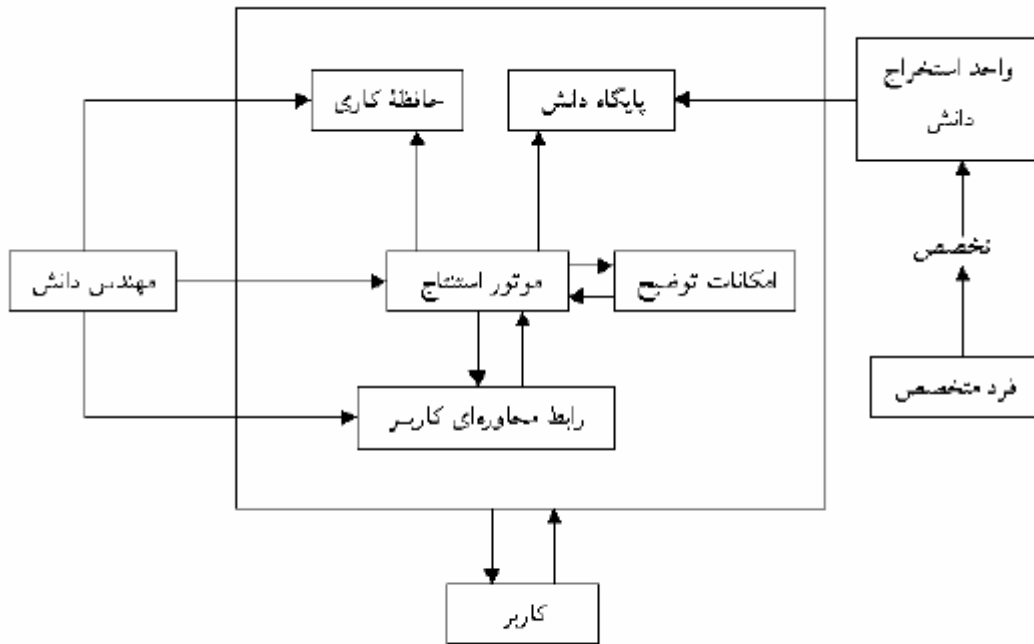 واحد استخراج
دانش
پایگاه دانش
حافظهٔ کاری
تخصص
امکانات توضیح
موتور استنتاج
مهندس دانش
فرد متخصص
رابط محاوره‌ای کاربر
کاربر